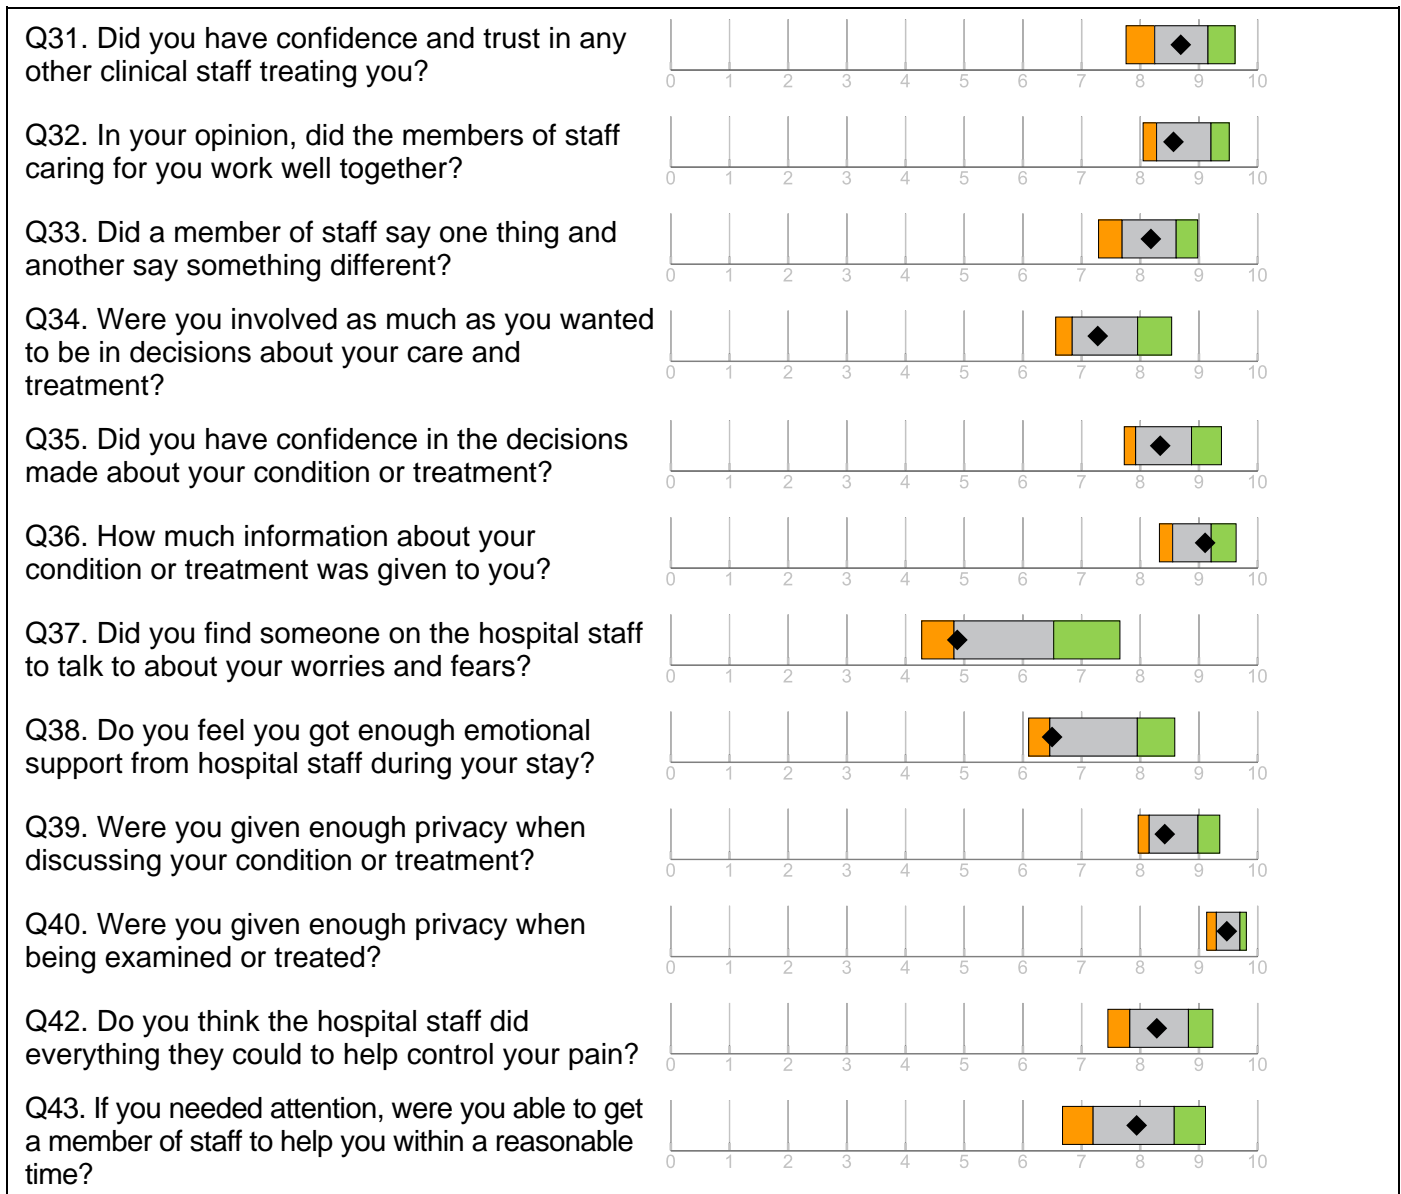 Q31. Did you have confidence and trust in any
other clinical staff treating you?
0 1 2 3 4 5 6 7 8 9 10
Q32. In your opinion, did the members of staff
caring for you work well together?
0 1 2 3 4 5 6 7 8 9 10
Q33. Did a member of staff say one thing and
another say something different?
0 1 2 3 4 5 6 7 8 9 10
Q34. Were you involved as much as you wanted
to be in decisions about your care and
treatment?
0 1 2 3 4 5 6 7 8 9 10
Q35. Did you have confidence in the decisions
made about your condition or treatment?
0 1 2 3 4 5 6 7 8 9 10
Q36. How much information about your
condition or treatment was given to you?
0 1 2 3 4 5 6 7 8 9 10
Q37. Did you find someone on the hospital staff
to talk to about your worries and fears?
0 1 2 3 4 5 6 7 8 9 10
Q38. Do you feel you got enough emotional
support from hospital staff during your stay?
0 1 2 3 4 5 6 7 8 9 10
Q39. Were you given enough privacy when
discussing your condition or treatment?
0 1 2 3 4 5 6 7 8 9 10
Q40. Were you given enough privacy when
being examined or treated?
0 1 2 3 4 5 6 7 8 9 10
Q42. Do you think the hospital staff did
everything they could to help control your pain?
0 1 2 3 4 5 6 7 8 9 10
Q43. If you needed attention, were you able to get
a member of staff to help you within a reasonable
time?
0 1 2 3 4 5 6 7 8 9 10